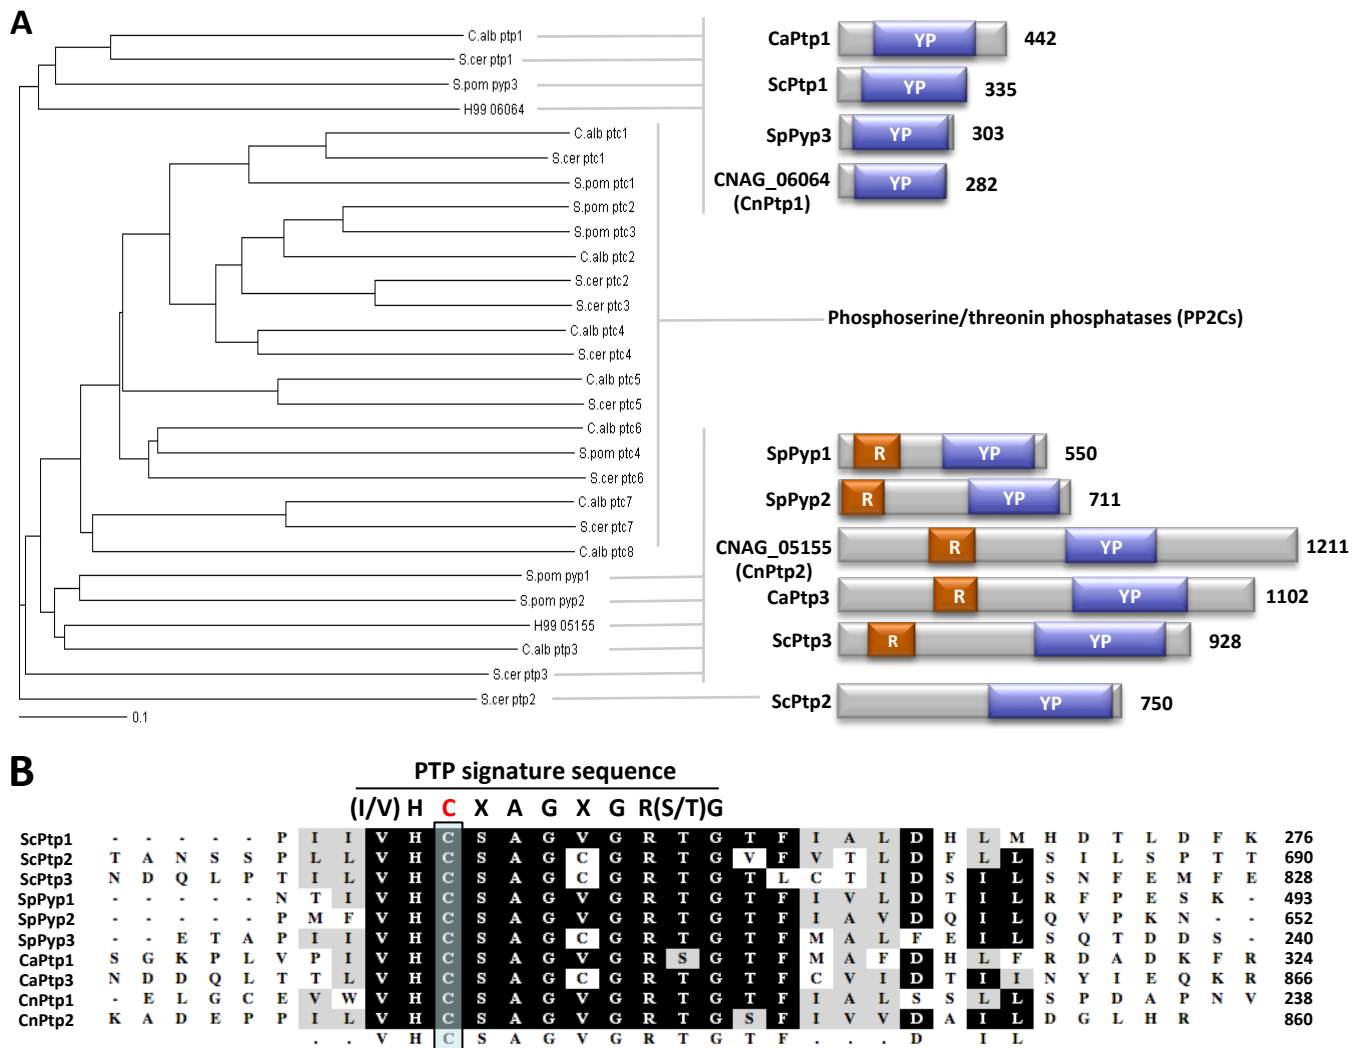 A
C.alb ptp1
S.cer ptp1
S.pom pyp3
H99 06064
C.alb ptc1
S.cer ptc1
S.pom ptc1
S.pom ptc2
S.pom ptc3
C.alb ptc2
S.cer ptc2
S.cer ptc3
C.alb ptc4
S.cer ptc4
C.alb ptc5
S.cer ptc5
C.alb ptc6
S.pom ptc4
S.cer ptc6
C.alb ptc7
S.cer ptc7
C.alb ptc8
S.pom pyp1
S.pom pyp2
H99 05155
C.alb ptp3
S.cer ptp3
S.cer ptp2
0.1
CaPtp1 YP 442
ScPtp1 YP 335
SpPyp3 YP 303
CNAG_06064 YP 282
(CnPtp1)
Phosphoserine/threonin phosphatases (PP2Cs)
SpPyp1 R YP 550
SpPyp2 R YP 711
CNAG_05155 R YP 1211
(CnPtp2)
CaPtp3 R YP 1102
ScPtp3 R YP 928
ScPtp2 YP 750
B
PTP signature sequence
(I/V) H C X A G X G R (S/T) G
ScPtp1 - - - - - P I I V H C S A G V G R T G T F I A L D H L M H D T L D F K 276
ScPtp2 T A N S S P L L V H C S A G C G R T G V F V T L D F L L S I L S P T T 690
ScPtp3 N D Q L P T I L V H C S A G C G R T G T L C T I D S I L S N F E M F E 828
SpPyp1 - - - - - N T I V H C S A G V G R T G T F I V L D T I L R F P E S K - 493
SpPyp2 - - - - - P M F V H C S A G V G R T G T F I A V D Q I L Q V P K N - - 652
SpPyp3 - - E T A P I I V H C S A G C G R T G T F M A L F E I L S Q T D D S - 240
CaPtp1 S G K P L V P I V H C S A G V G R S G T F M A F D H L F R D A D K F R 324
CaPtp3 N D D Q L T T L V H C S A G C G R T G T F C V I D T I I N Y I E Q K R 866
CnPtp1 - E L G C E V W V H C S A G V G R T G T F I A L S S L L S P D A P N V 238
CnPtp2 K A D E P P I L V H C S A G V G R T G S F I V V D A I L D G L H R 860
. . V H C S A G V G R T G T F . . . D I L